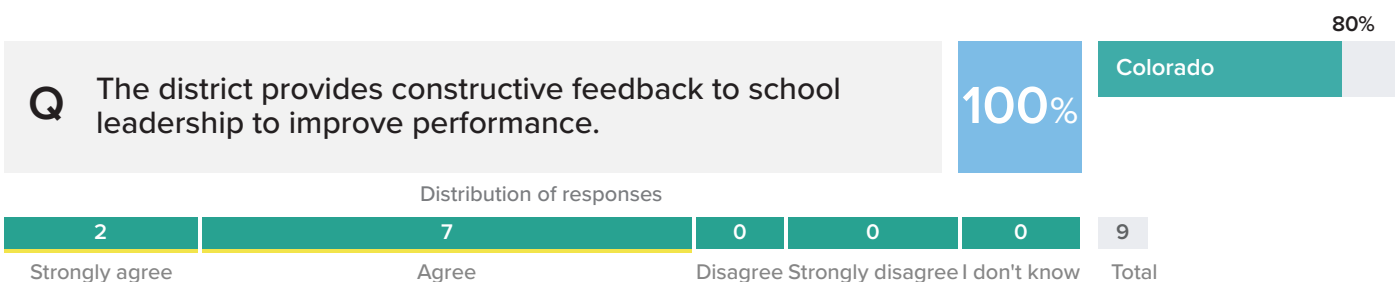 80%
Q
The district provides constructive feedback to school
leadership to improve performance.
100%
Colorado
Distribution of responses
2 7 0 0 0 9
Strongly agree Agree Disagree Strongly disagree I don't know Total